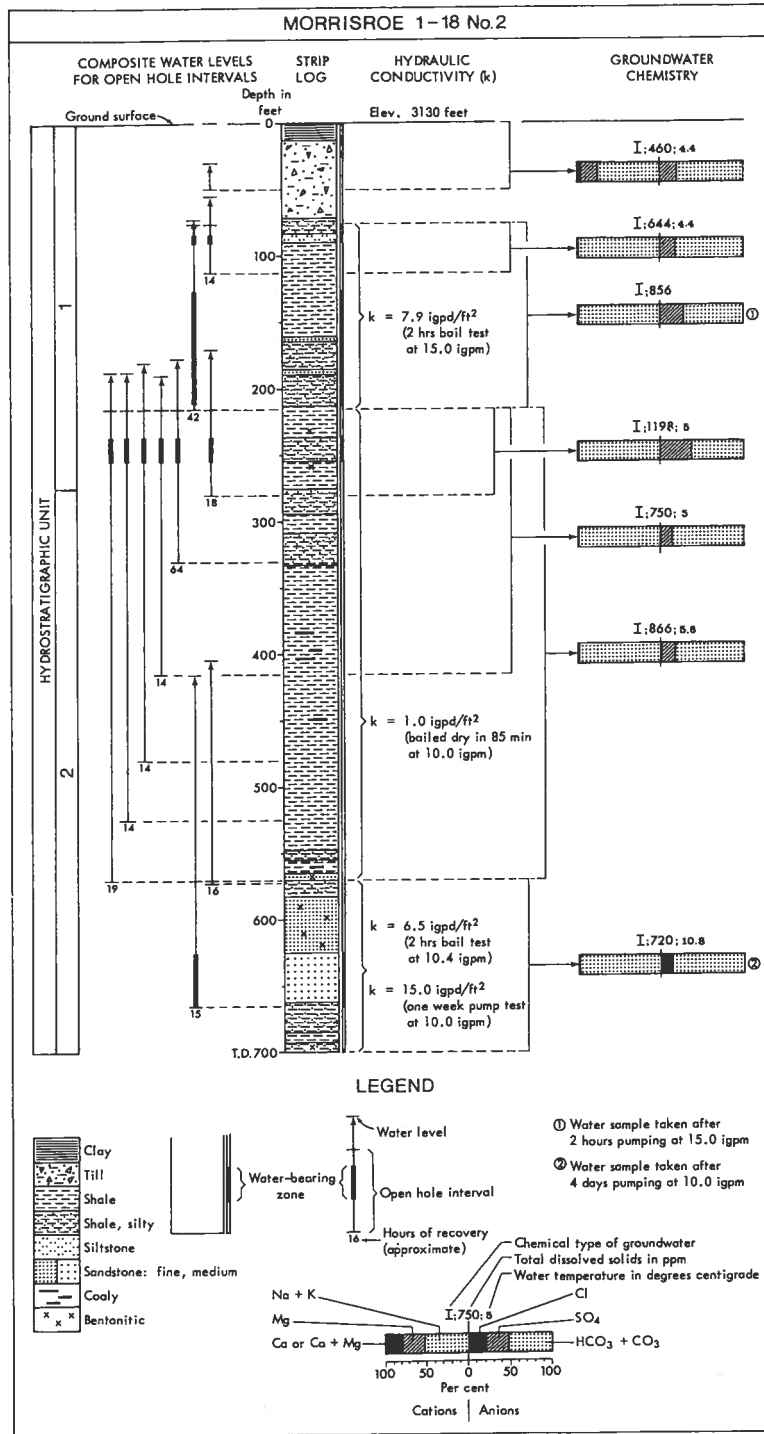 MORRISROE 1-18 No.2
COMPOSITE WATER LEVELS
FOR OPEN HOLE INTERVALS
STRIP
LOG
HYDRAULIC
CONDUCTIVITY (k)
GROUNDWATER
CHEMISTRY
Depth in
feet
Ground surface
0
Elev. 3130 feet
I;460; 4.4
I;644; 4.4
100
14
I;856
①
k = 7.9 igpd/ft²
(2 hrs bail test
at 15.0 igpm)
1
200
42
I;1198; 5
18
300
I;750; 5
64
HYDROSTRATIGRAPHIC UNIT
400
I;866; 5.8
14
k = 1.0 igpd/ft²
(bailed dry in 85 min
at 10.0 igpm)
2
14
500
14
19
16
600
k = 6.5 igpd/ft²
(2 hrs bail test
at 10.4 igpm)
I;720; 10.8
②
k = 15.0 igpd/ft²
(one week pump test
at 10.0 igpm)
15
T.D.700
LEGEND
Clay
Till
Shale
Shale, silty
Siltstone
Sandstone: fine, medium
Coaly
Bentonitic
Water-bearing
zone
Water level
Open hole interval
16
Hours of recovery
(approximate)
① Water sample taken after
2 hours pumping at 15.0 igpm
② Water sample taken after
4 days pumping at 10.0 igpm
Chemical type of groundwater
Total dissolved solids in ppm
Water temperature in degrees centigrade
Na + K
I;750; 5
Cl
Mg
SO₄
Ca or Ca + Mg
HCO₃ + CO₃
100 50 0 50 100
Per cent
Cations | Anions